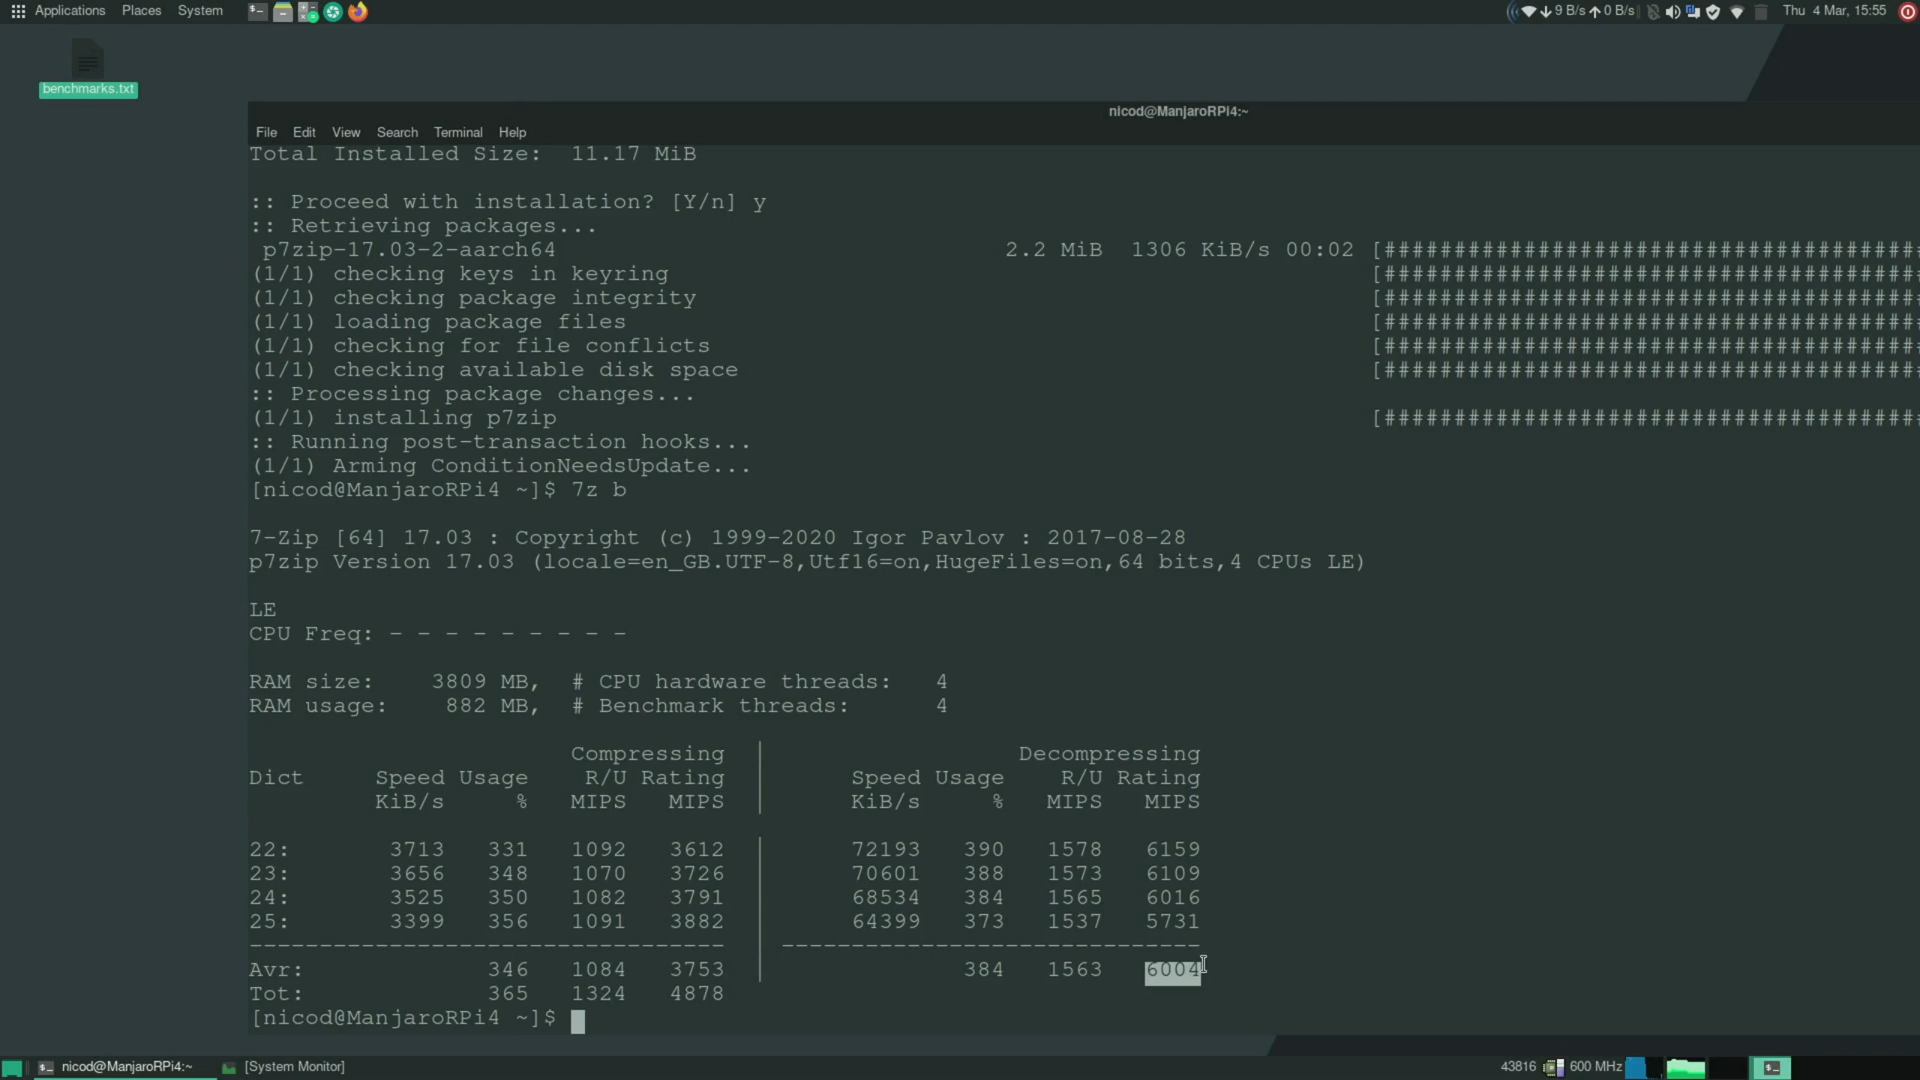 Applications Places System 9 B/s 0 B/s Thu 4 Mar, 15:55
benchmarks.txt
nicod@ManjaroRPi4:~
File Edit View Search Terminal Help
Total Installed Size: 11.17 MiB
:: Proceed with installation? [Y/n] y
:: Retrieving packages...
p7zip-17.03-2-aarch64 2.2 MiB 1306 KiB/s 00:02 [#######################################
(1/1) checking keys in keyring [#######################################
(1/1) checking package integrity [#######################################
(1/1) loading package files [#######################################
(1/1) checking for file conflicts [#######################################
(1/1) checking available disk space [#######################################
:: Processing package changes...
(1/1) installing p7zip [#######################################
:: Running post-transaction hooks...
(1/1) Arming ConditionNeedsUpdate...
[nicod@ManjaroRPi4 ~]$ 7z b
7-Zip [64] 17.03 : Copyright (c) 1999-2020 Igor Pavlov : 2017-08-28
p7zip Version 17.03 (locale=en_GB.UTF-8,Utf16=on,HugeFiles=on,64 bits,4 CPUs LE)
LE
CPU Freq: - - - - - - - - -
RAM size: 3809 MB, # CPU hardware threads: 4
RAM usage: 882 MB, # Benchmark threads: 4
Compressing | Decompressing
Dict Speed Usage R/U Rating | Speed Usage R/U Rating
KiB/s % MIPS MIPS | KiB/s % MIPS MIPS
22: 3713 331 1092 3612 | 72193 390 1578 6159
23: 3656 348 1070 3726 | 70601 388 1573 6109
24: 3525 350 1082 3791 | 68534 384 1565 6016
25: 3399 356 1091 3882 | 64399 373 1537 5731
---------------------------------- | ------------------------------
Avr: 346 1084 3753 | 384 1563 6004
Tot: 365 1324 4878
[nicod@ManjaroRPi4 ~]$
nicod@ManjaroRPi4:~ [System Monitor] 43816 600 MHz